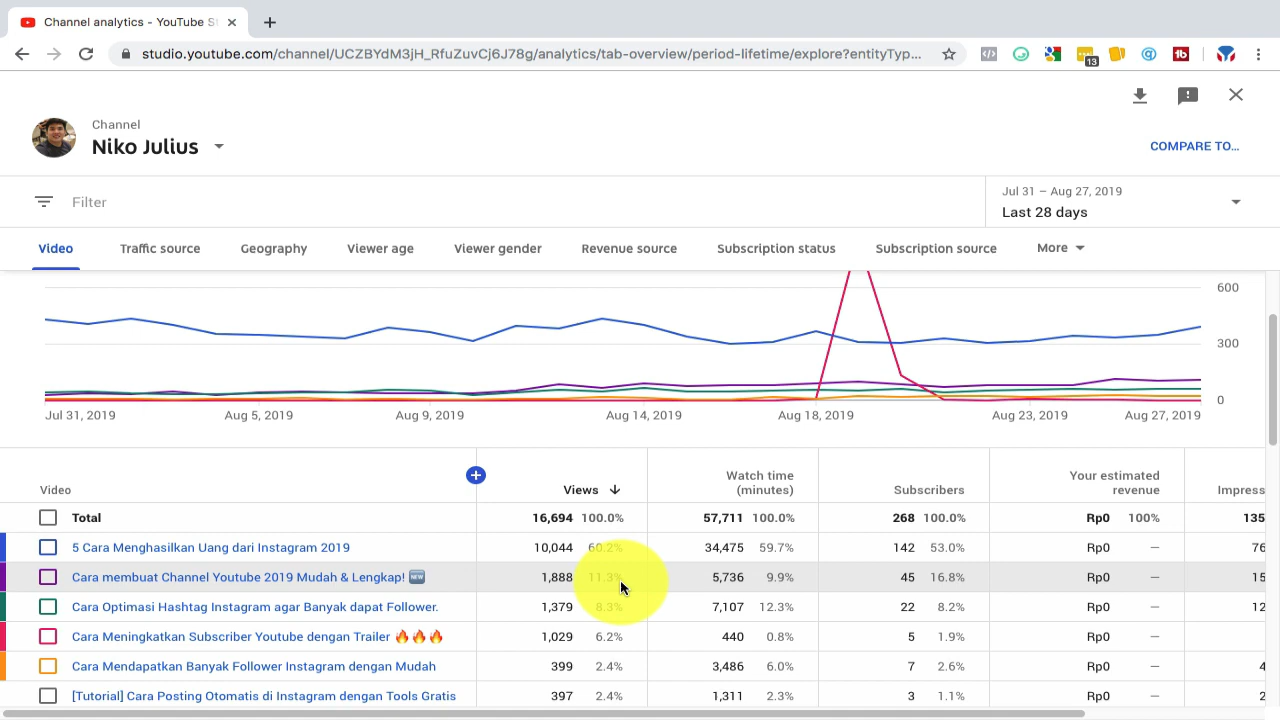 Channel analytics - YouTube S
studio.youtube.com/channel/UCZBYdM3jH_RfuZuvCj6J78g/analytics/tab-overview/period-lifetime/explore?entityTyp...
13
Channel
Niko Julius
COMPARE TO...
Filter
Jul 31 – Aug 27, 2019
Last 28 days
Video Traffic source Geography Viewer age Viewer gender Revenue source Subscription status Subscription source More
600
300
0
Jul 31, 2019 Aug 5, 2019 Aug 9, 2019 Aug 14, 2019 Aug 18, 2019 Aug 23, 2019 Aug 27, 2019
Video Views Watch time (minutes) Subscribers Your estimated revenue Impress
Total 16,694 100.0% 57,711 100.0% 268 100.0% Rp0 100% 135
5 Cara Menghasilkan Uang dari Instagram 2019 10,044 60.2% 34,475 59.7% 142 53.0% Rp0 — 76
Cara membuat Channel Youtube 2019 Mudah & Lengkap! 🆕 1,888 11.3% 5,736 9.9% 45 16.8% Rp0 — 15
Cara Optimasi Hashtag Instagram agar Banyak dapat Follower. 1,379 8.3% 7,107 12.3% 22 8.2% Rp0 — 12
Cara Meningkatkan Subscriber Youtube dengan Trailer 🔥🔥🔥 1,029 6.2% 440 0.8% 5 1.9% Rp0 —
Cara Mendapatkan Banyak Follower Instagram dengan Mudah 399 2.4% 3,486 6.0% 7 2.6% Rp0 — 4
[Tutorial] Cara Posting Otomatis di Instagram dengan Tools Gratis 397 2.4% 1,311 2.3% 3 1.1% Rp0 — 2